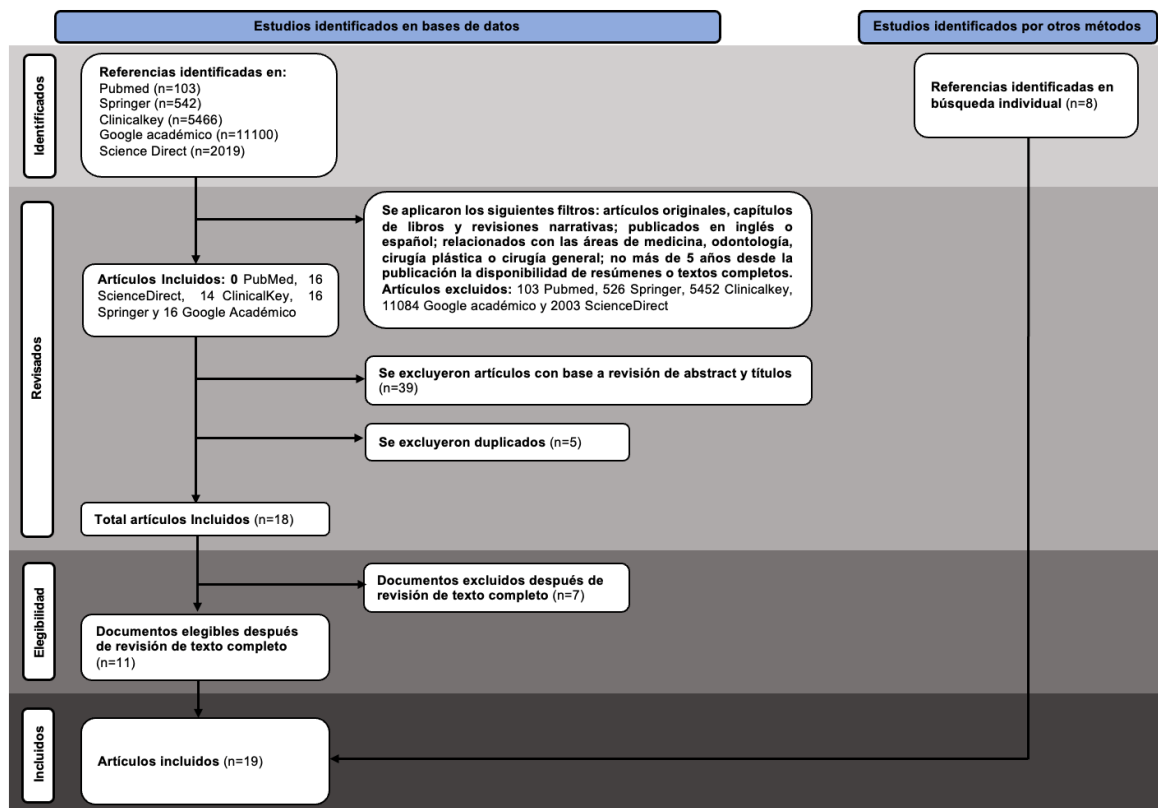 Estudios identificados en bases de datos
Estudios identificados por otros métodos
Identificados
Referencias identificadas en:
Pubmed (n=103)
Springer (n=542)
Clinicalkey (n=5466)
Google académico (n=11100)
Science Direct (n=2019)
Referencias identificadas en
búsqueda individual (n=8)
Revisados
Se aplicaron los siguientes filtros: artículos originales, capítulos
de libros y revisiones narrativas; publicados en inglés o
español; relacionados con las áreas de medicina, odontología,
cirugía plástica o cirugía general; no más de 5 años desde la
publicación la disponibilidad de resúmenes o textos completos.
Artículos excluidos: 103 Pubmed, 526 Springer, 5452 Clinicalkey,
11084 Google académico y 2003 ScienceDirect
Artículos Incluidos: 0 PubMed, 16
ScienceDirect, 14 ClinicalKey, 16
Springer y 16 Google Académico
Se excluyeron artículos con base a revisión de abstract y títulos
(n=39)
Se excluyeron duplicados (n=5)
Total artículos Incluidos (n=18)
Elegibilidad
Documentos excluidos después de
revisión de texto completo (n=7)
Documentos elegibles después
de revisión de texto completo
(n=11)
Incluidos
Artículos incluidos (n=19)